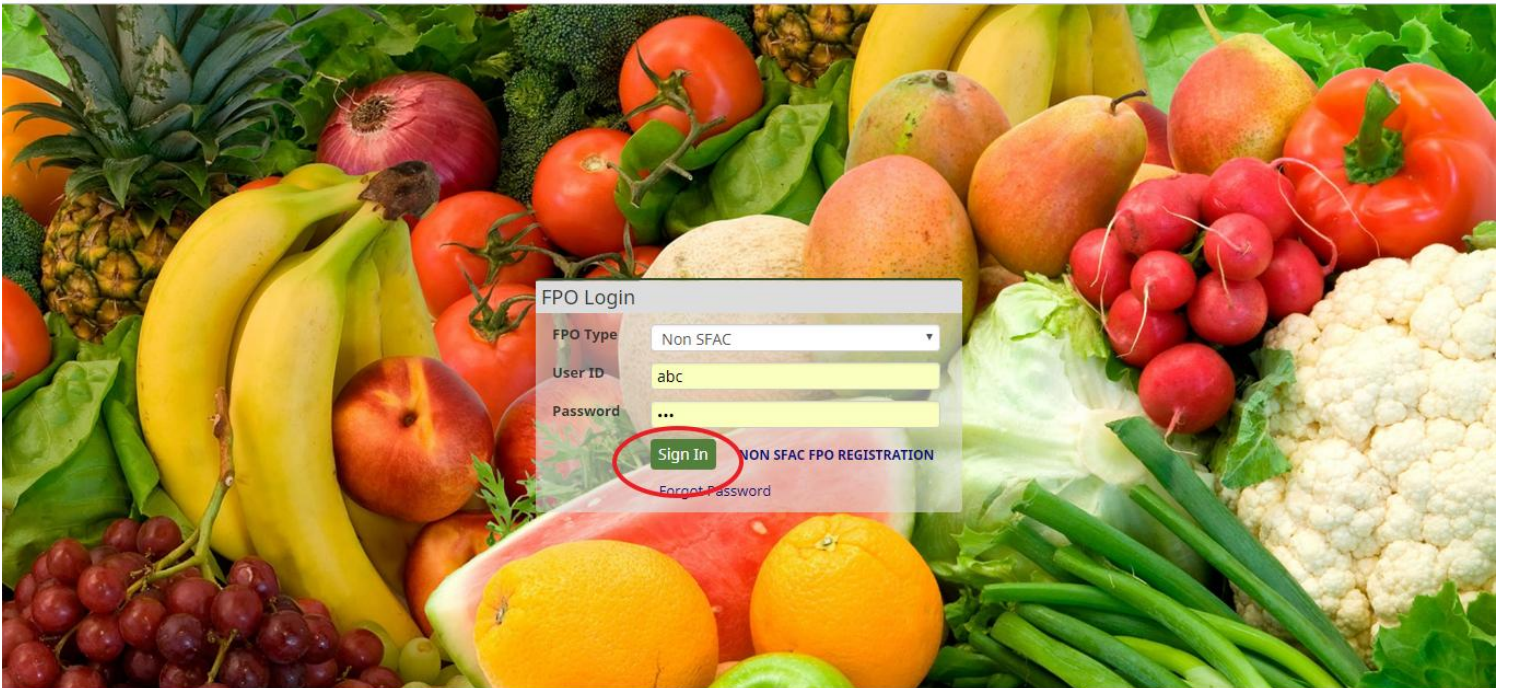 FPO Login
FPO Type Non SFAC
User ID abc
Password •••
Sign In NON SFAC FPO REGISTRATION
Forgot Password